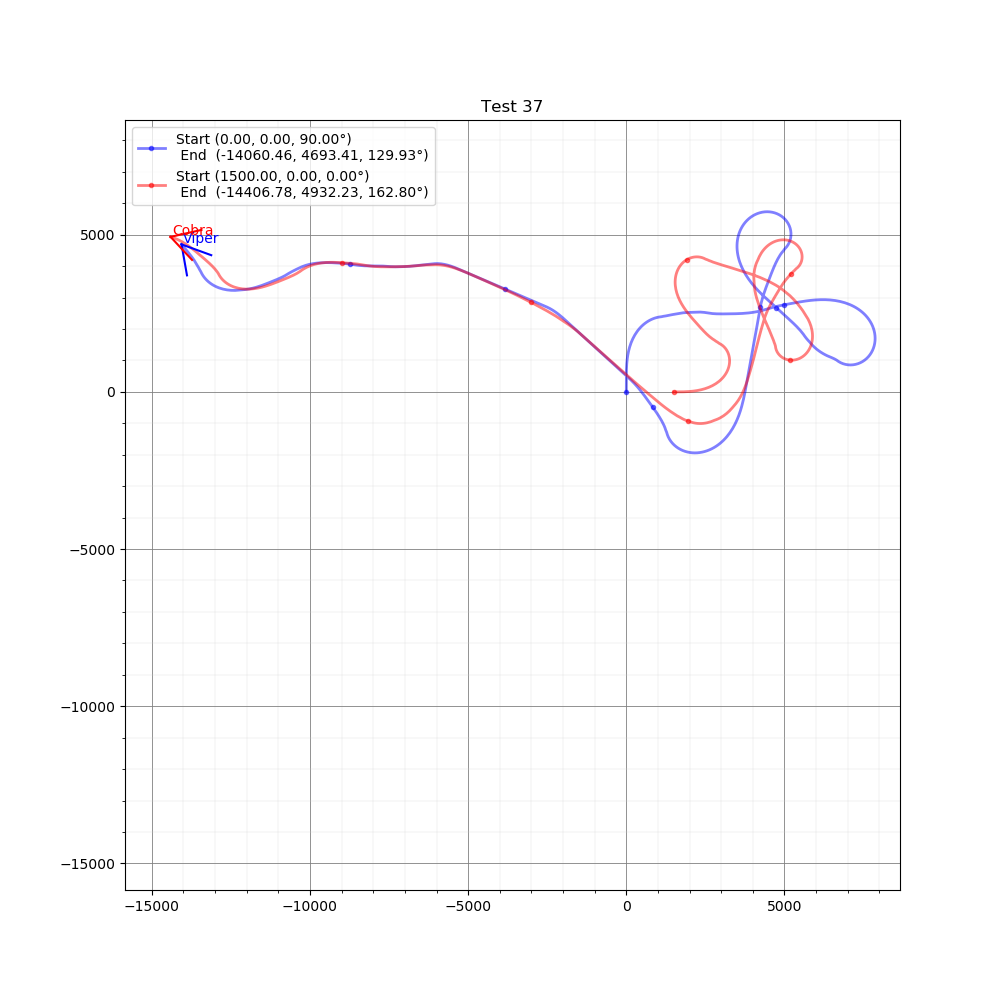 Test 37
Start (0.00, 0.00, 90.00°)
End (-14060.46, 4693.41, 129.93°)
Start (1500.00, 0.00, 0.00°)
End (-14406.78, 4932.23, 162.80°)
Cobra
Viper
5000
0
−5000
−10000
−15000
−15000
−10000
−5000
0
5000